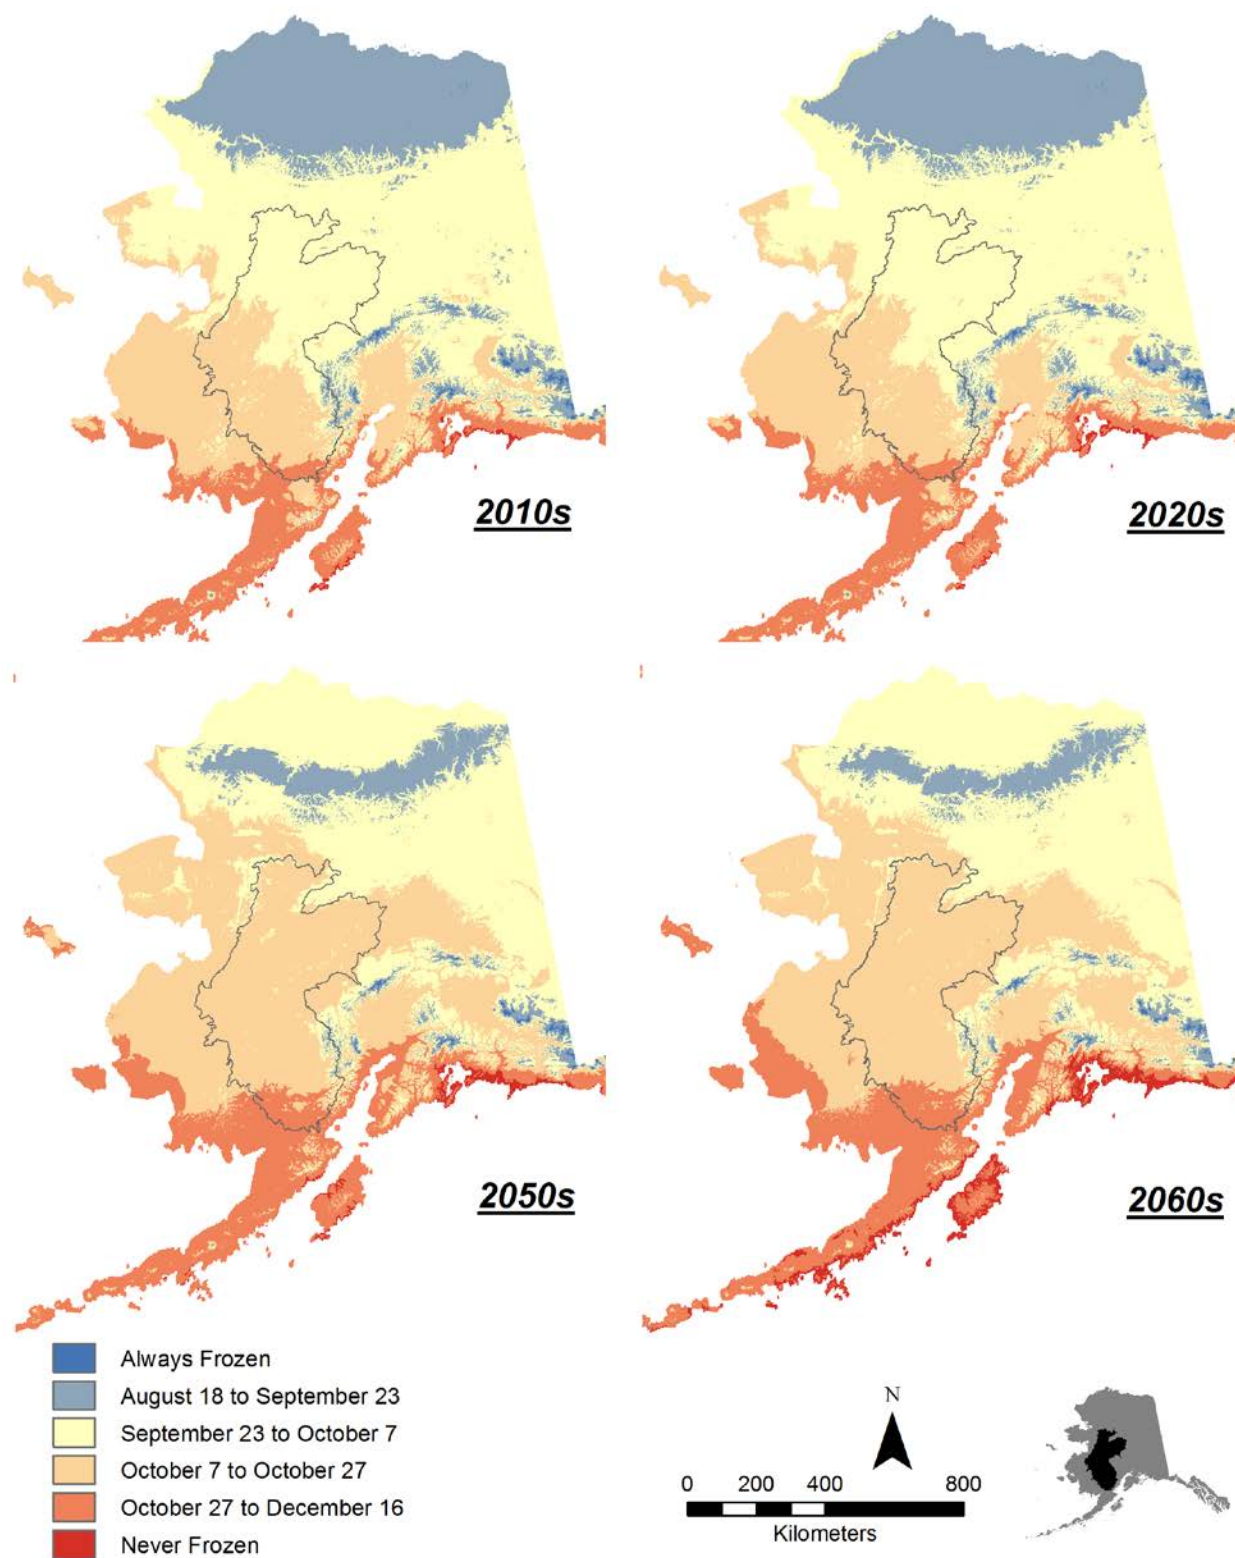 2010s
2020s
2050s
2060s
Always Frozen
August 18 to September 23
September 23 to October 7
October 7 to October 27
October 27 to December 16
Never Frozen
N
0 200 400 800
Kilometers